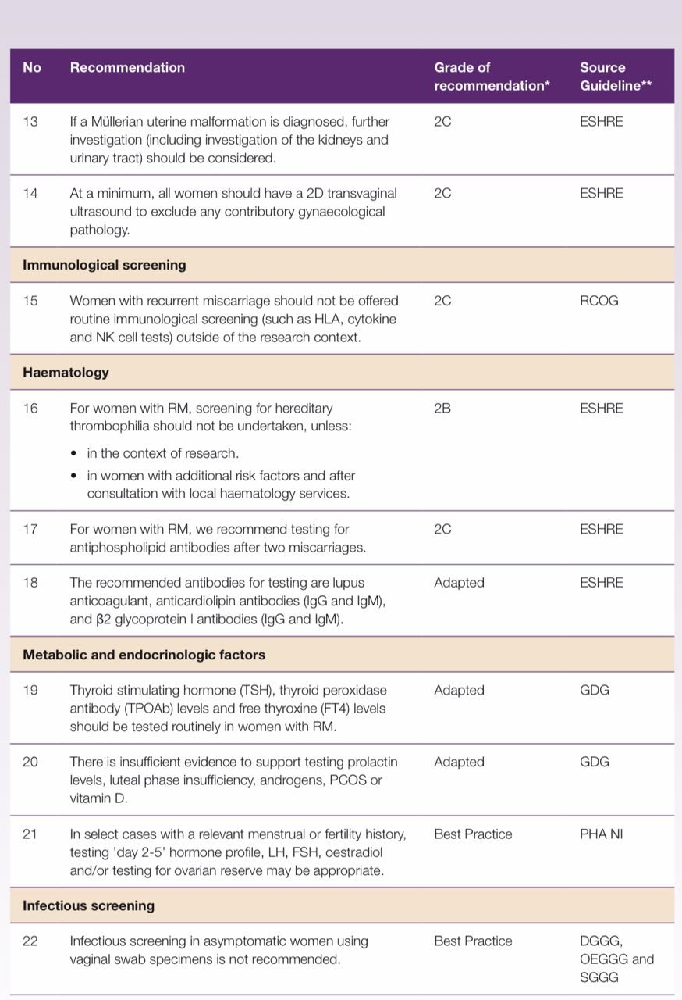 No Recommendation Grade of recommendation* Source Guideline**
13 If a Müllerian uterine malformation is diagnosed, further 2C ESHRE
investigation (including investigation of the kidneys and
urinary tract) should be considered.
14 At a minimum, all women should have a 2D transvaginal 2C ESHRE
ultrasound to exclude any contributory gynaecological
pathology.
Immunological screening
15 Women with recurrent miscarriage should not be offered 2C RCOG
routine immunological screening (such as HLA, cytokine
and NK cell tests) outside of the research context.
Haematology
16 For women with RM, screening for hereditary 2B ESHRE
thrombophilia should not be undertaken, unless:
• in the context of research.
• in women with additional risk factors and after
consultation with local haematology services.
17 For women with RM, we recommend testing for 2C ESHRE
antiphospholipid antibodies after two miscarriages.
18 The recommended antibodies for testing are lupus Adapted ESHRE
anticoagulant, anticardiolipin antibodies (IgG and IgM),
and β2 glycoprotein I antibodies (IgG and IgM).
Metabolic and endocrinologic factors
19 Thyroid stimulating hormone (TSH), thyroid peroxidase Adapted GDG
antibody (TPOAb) levels and free thyroxine (FT4) levels
should be tested routinely in women with RM.
20 There is insufficient evidence to support testing prolactin Adapted GDG
levels, luteal phase insufficiency, androgens, PCOS or
vitamin D.
21 In select cases with a relevant menstrual or fertility history, Best Practice PHA NI
testing ’day 2-5’ hormone profile, LH, FSH, oestradiol
and/or testing for ovarian reserve may be appropriate.
Infectious screening
22 Infectious screening in asymptomatic women using Best Practice DGGG,
vaginal swab specimens is not recommended. OEGGG and
SGGG